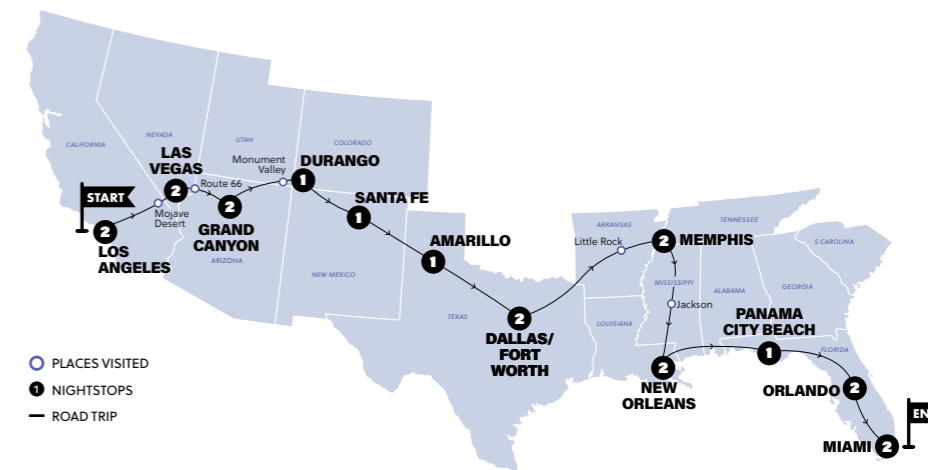 CALIFORNIA
NEVADA
UTAH
COLORADO
ARIZONA
NEW MEXICO
TEXAS
ARKANSAS
LOUISIANA
TENNESSEE
MISSISSIPPI
ALABAMA
GEORGIA
S.CAROLINA
FLORIDA
START
2
LOS
ANGELES
Mojave
Desert
LAS
VEGAS
2
Route 66
2
GRAND
CANYON
Monument
Valley
1
DURANGO
1
SANTA FE
1
AMARILLO
2
DALLAS/
FORT
WORTH
Little Rock
2
MEMPHIS
Jackson
2
NEW
ORLEANS
PANAMA
CITY BEACH
1
ORLANDO
2
MIAMI
2
EN
PLACES VISITED
1 NIGHTSTOPS
ROAD TRIP